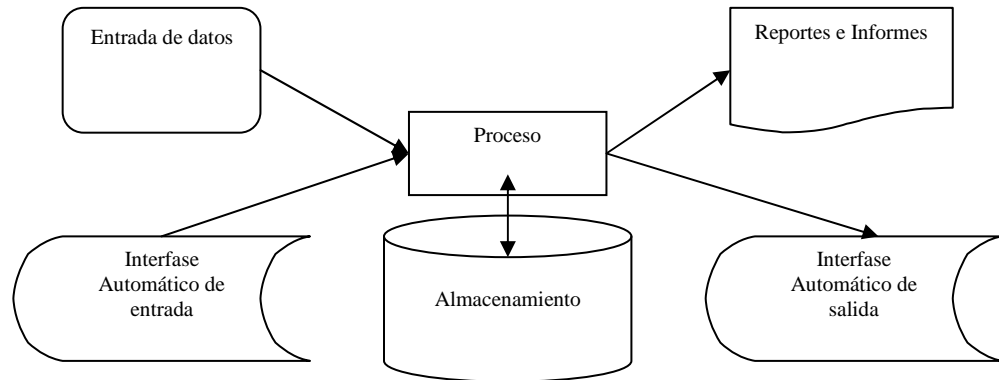 Entrada de datos
Reportes e Informes
Proceso
Interfase
Automático de
entrada
Almacenamiento
Interfase
Automático de
salida